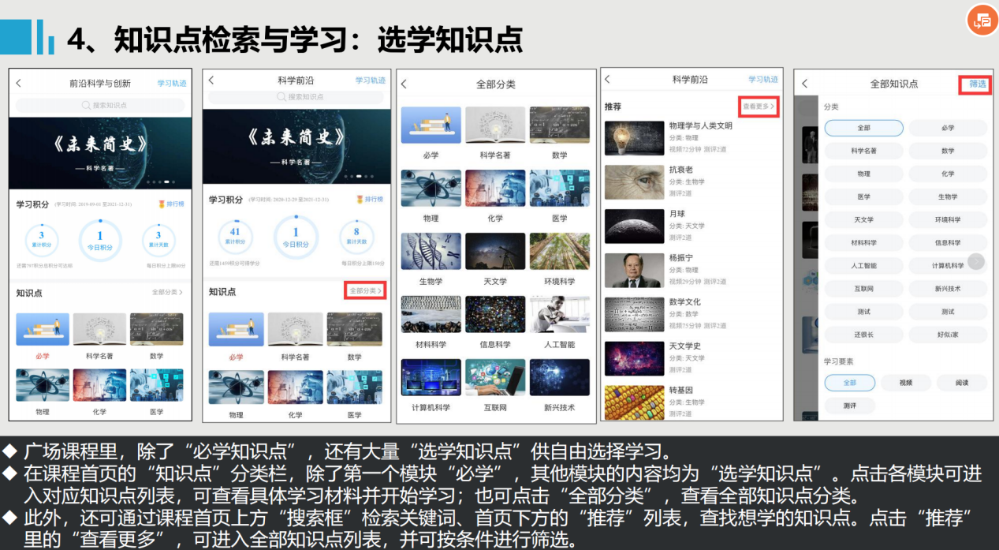 4、知识点检索与学习：选学知识点
前沿科学与创新
学习轨迹
搜索知识点
《未来简史》
—科学名著—
学习积分 (学习时间: 2019-09-01 至2021-12-31)
排行榜
3
累计积分
1
今日积分
3
累计天数
还需797积分总积分可达标
每日积分上限80分
知识点
全部分类 >
必学
科学名著
数学
物理
化学
医学
科学前沿
学习轨迹
搜索知识点
《未来简史》
—科学名著—
学习积分 (学习时间: 2020-12-29 至2021-12-31)
排行榜
41
累计积分
1
今日积分
8
累计天数
还需1459积分可得学分
每日积分上限150分
知识点
全部分类 >
必学
科学名著
数学
物理
化学
医学
全部分类
必学
科学名著
数学
物理
化学
医学
生物学
天文学
环境科学
材料科学
信息科学
人工智能
计算机科学
互联网
新兴技术
科学前沿
学习轨迹
推荐
查看更多 >
物理学与人类文明
分类: 物理
视频72分钟 测评2道
抗衰老
分类: 生物学
测评2道
月球
分类: 天文学
测评2道
杨振宁
分类: 物理
视频29分钟 测评2道
数学文化
分类: 数学
视频75分钟 测评2道
天文学史
分类: 天文学
测评2道
转基因
分类: 生物学
测评2道
全部知识点
筛选
分类
全部
必学
科学名著
数学
物理
化学
医学
生物学
天文学
环境科学
材料科学
信息科学
人工智能
计算机科学
互联网
新兴技术
测试
测试
还很长
好似i家
学习要素
全部
视频
阅读
测评
◆ 广场课程里，除了“必学知识点”，还有大量“选学知识点”供自由选择学习。
◆ 在课程首页的“知识点”分类栏，除了第一个模块“必学”，其他模块的内容均为“选学知识点”。点击各模块可进
入对应知识点列表，可查看具体学习材料并开始学习；也可点击“全部分类”，查看全部知识点分类。
◆ 此外，还可通过课程首页上方“搜索框”检索关键词、首页下方的“推荐”列表，查找想学的知识点。点击“推荐”
里的“查看更多”，可进入全部知识点列表，并可按条件进行筛选。